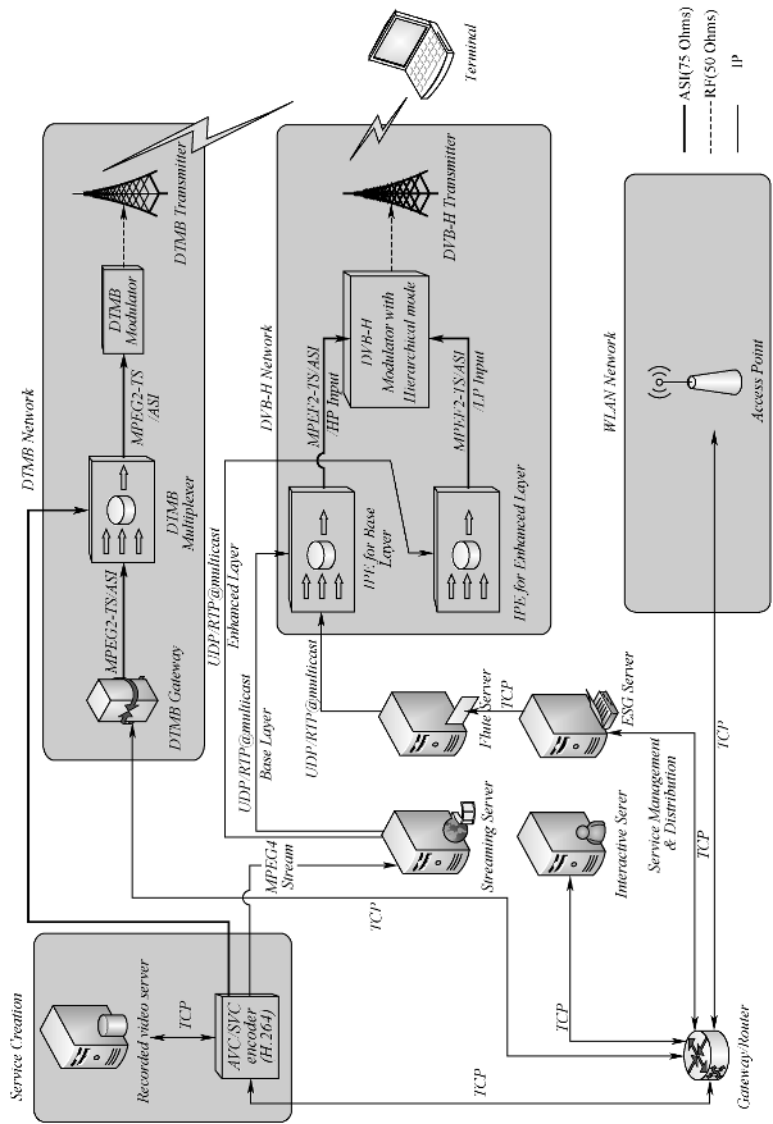 Service Creation
Recorded video server
TCP
AVC/SVC
encoder
(H.264)
TCP
Gateway/Router
TCP
TCP
TCP
TCP
MPEG4
Stream
Streaming Server
Interactive Serer
Service Management
& Distribution
UDP/RTP@multicast
Enhanced Layer
UDP/RTP@multicast
Base Layer
UDP/RTP@multicast
Flute Server
TCP
ESG Server
DTMB Network
DTMB Gateway
MPEG2-TS/ASI
DTMB
Multiplexer
MPEG2-TS
/ASI
DTMB
Modulator
DTMB Transmitter
DVB-H Network
IPE for Base
Layer
IPE for Enhanced Layer
MPEF2-TS/ASI
/HP Input
MPEF2-TS/ASI
/LP Input
DVB-H
Modulator with
Hierarchical mode
DVB-H Transmitter
Terminal
WLAN Network
Access Point
ASI(75 Ohms)
RF(50 Ohms)
IP